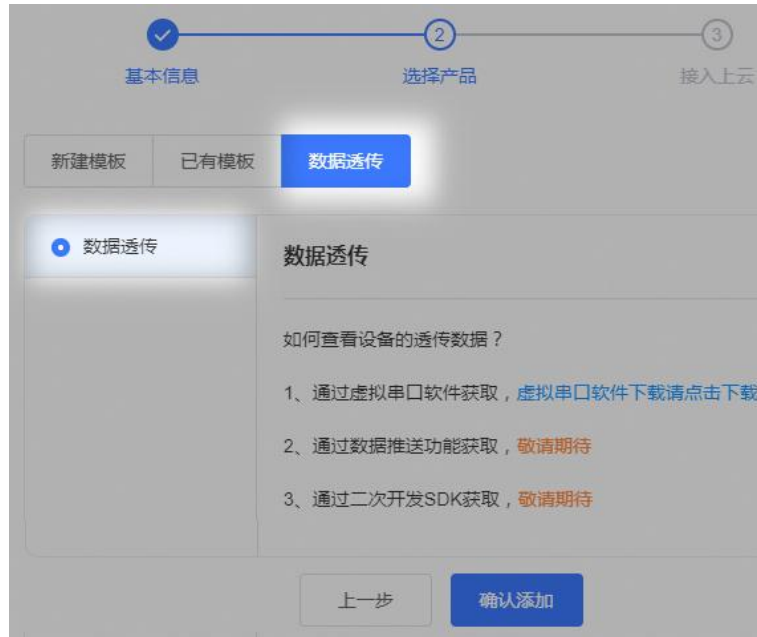 2
3
基本信息
选择产品
接入上云
新建模板
已有模板
数据透传
数据透传
数据透传
如何查看设备的透传数据？
1、通过虚拟串口软件获取，虚拟串口软件下载请点击下载
2、通过数据推送功能获取，敬请期待
3、通过二次开发SDK获取，敬请期待
上一步
确认添加